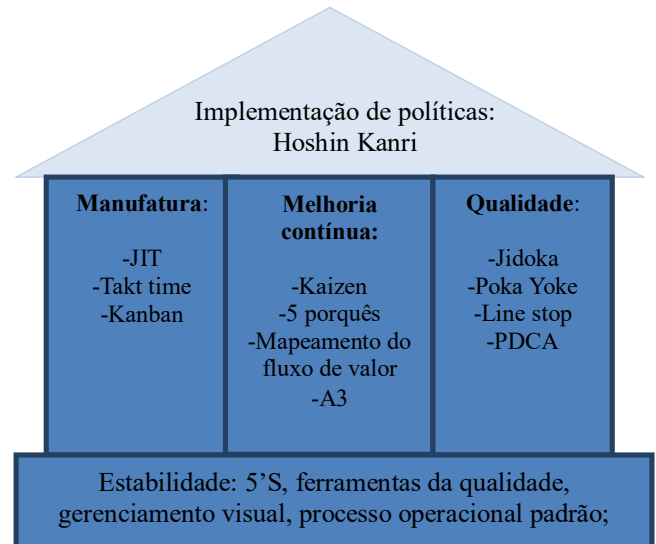 Implementação de políticas:
Hoshin Kanri
Manufatura:
-JIT
-Takt time
-Kanban
Melhoria
contínua:
-Kaizen
-5 porquês
-Mapeamento do
fluxo de valor
-A3
Qualidade:
-Jidoka
-Poka Yoke
-Line stop
-PDCA
Estabilidade: 5’S, ferramentas da qualidade,
gerenciamento visual, processo operacional padrão;